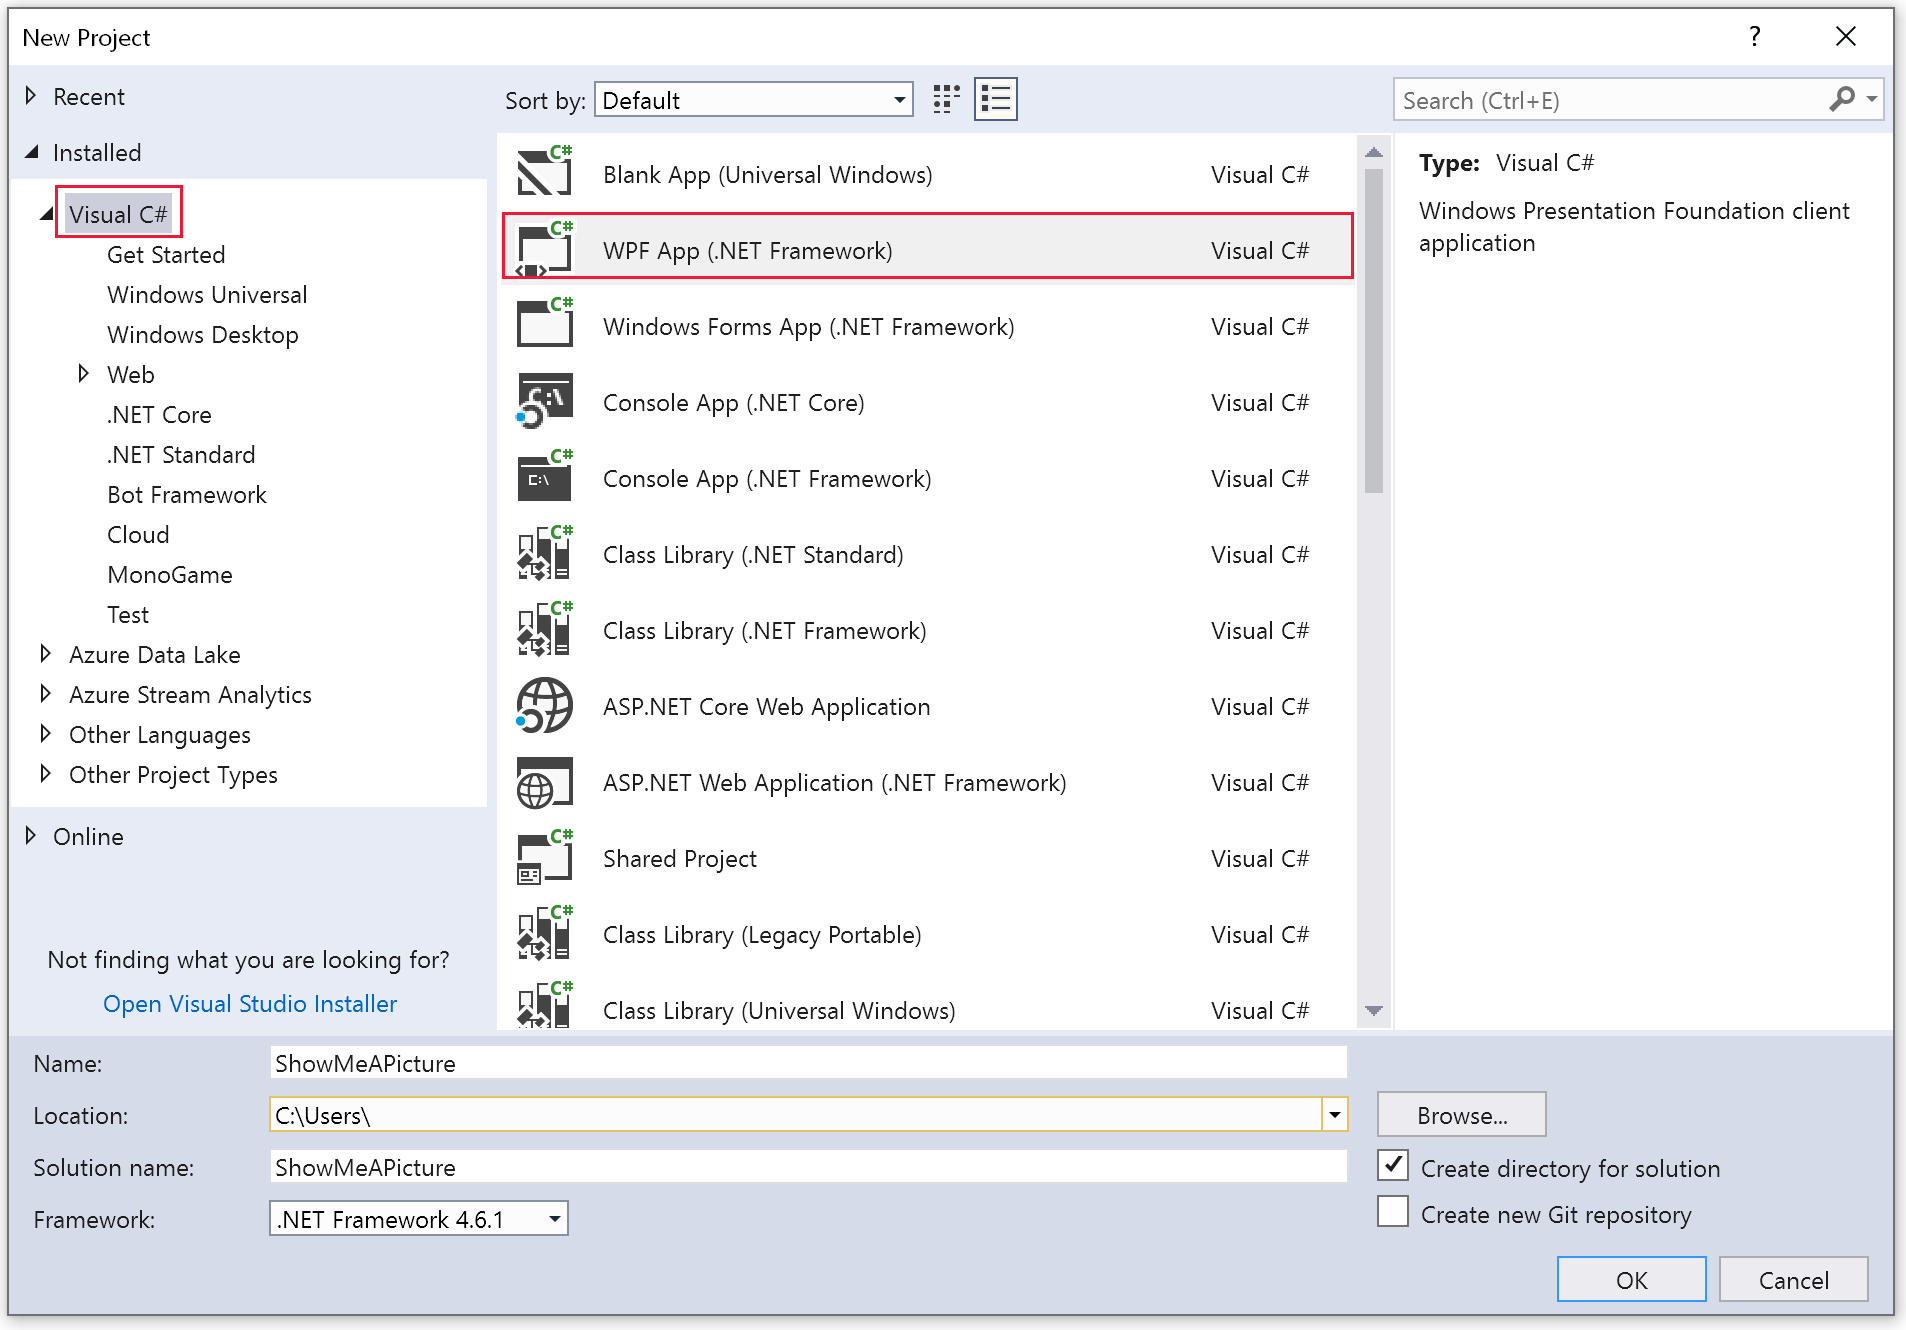 New Project
?
Recent
Sort by: Default
Search (Ctrl+E)
Installed
Visual C#
Get Started
Windows Universal
Windows Desktop
Web
.NET Core
.NET Standard
Bot Framework
Cloud
MonoGame
Test
Azure Data Lake
Azure Stream Analytics
Other Languages
Other Project Types
Online
Not finding what you are looking for?
Open Visual Studio Installer
C# Blank App (Universal Windows) Visual C#
C# WPF App (.NET Framework) Visual C#
C# Windows Forms App (.NET Framework) Visual C#
C:\ Console App (.NET Core) Visual C#
C# C:\ Console App (.NET Framework) Visual C#
C# Class Library (.NET Standard) Visual C#
C# Class Library (.NET Framework) Visual C#
ASP.NET Core Web Application Visual C#
ASP.NET Web Application (.NET Framework) Visual C#
C# Shared Project Visual C#
C# Class Library (Legacy Portable) Visual C#
C# Class Library (Universal Windows) Visual C#
Type: Visual C#
Windows Presentation Foundation client
application
Name: ShowMeAPicture
Location: C:\Users\
Browse...
Solution name: ShowMeAPicture
Create directory for solution
Framework: .NET Framework 4.6.1
Create new Git repository
OK
Cancel